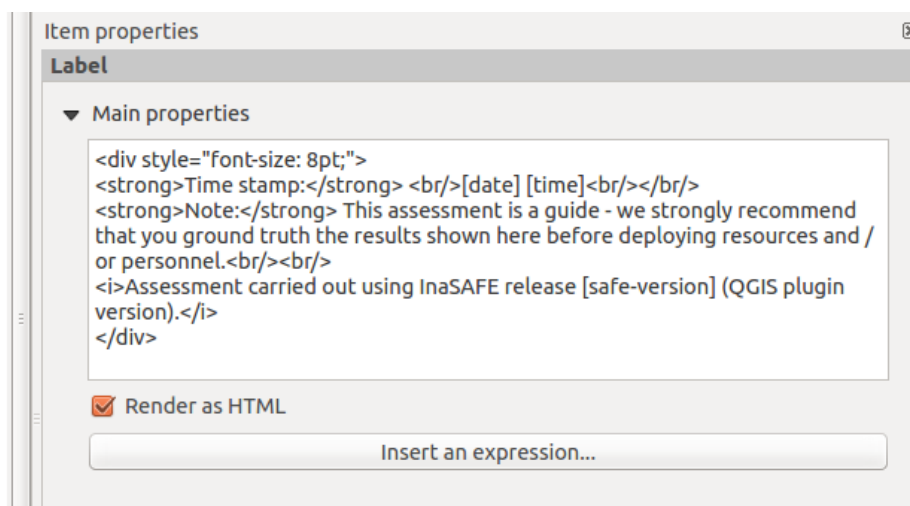 Item properties
Label
Main properties
<div style="font-size: 8pt;">
<strong>Time stamp:</strong> <br/>[date] [time]<br/></br/>
<strong>Note:</strong> This assessment is a guide - we strongly recommend
that you ground truth the results shown here before deploying resources and /
or personnel.<br/><br/>
<i>Assessment carried out using InaSAFE release [safe-version] (QGIS plugin
version).</i>
</div>
Render as HTML
Insert an expression...